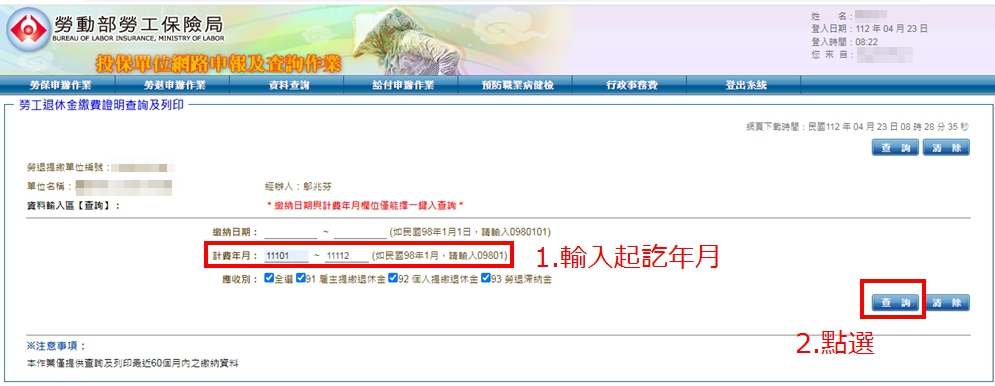 勞動部勞工保險局
BUREAU OF LABOR INSURANCE, MINISTRY OF LABOR
投保單位網路申報及查詢作業
姓 名：
登入日期：112 年 04 月 23 日
登入時間：08:22
您 來 自：
勞保申辦作業 勞退申辦作業 資料查詢 給付申辦作業 預防職業病健檢 行政事務費 登出系統
勞工退休金繳費證明查詢及列印
網頁下載時間：民國112 年 04 月 23 日 08 時 28 分 35 秒
查 詢 清 除
勞退提繳單位編號：
單位名稱： 經辦人：鄔兆芬
資料輸入區【查詢】： * 繳納日期與計費年月欄位僅能擇一鍵入查詢 *
繳納日期： ~ (如民國98年1月1日，請輸入0980101)
計費年月： 11101 ~ 11112 (如民國98年1月，請輸入09801) 1.輸入起訖年月
應收別： 全選 91 雇主提繳退休金 92 個人提繳退休金 93 勞退滯納金
查 詢 清 除
2.點選
※注意事項：
本作業僅提供查詢及列印最近60個月內之繳納資料